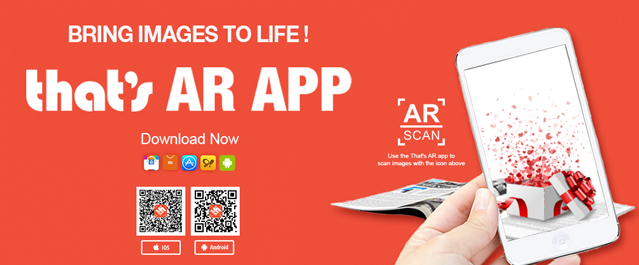 BRING IMAGES TO LIFE !
that's AR APP
Download Now
iOS
Android
AR
SCAN
Use the That's AR app to
scan images with the icon above